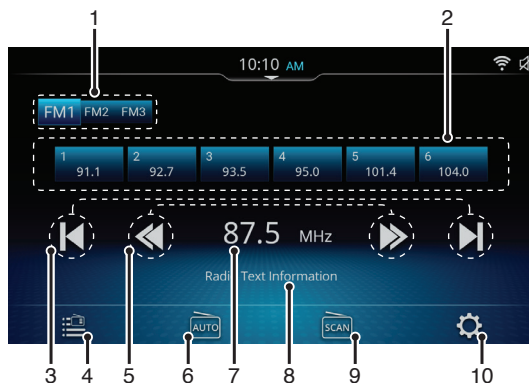 1 2
10:10 AM
FM1 FM2 FM3
1 2 3 4 5 6
91.1 92.7 93.5 95.0 101.4 104.0
87.5 MHz
Radio Text Information
AUTO SCAN
3 4 5 6 7 8 9 10